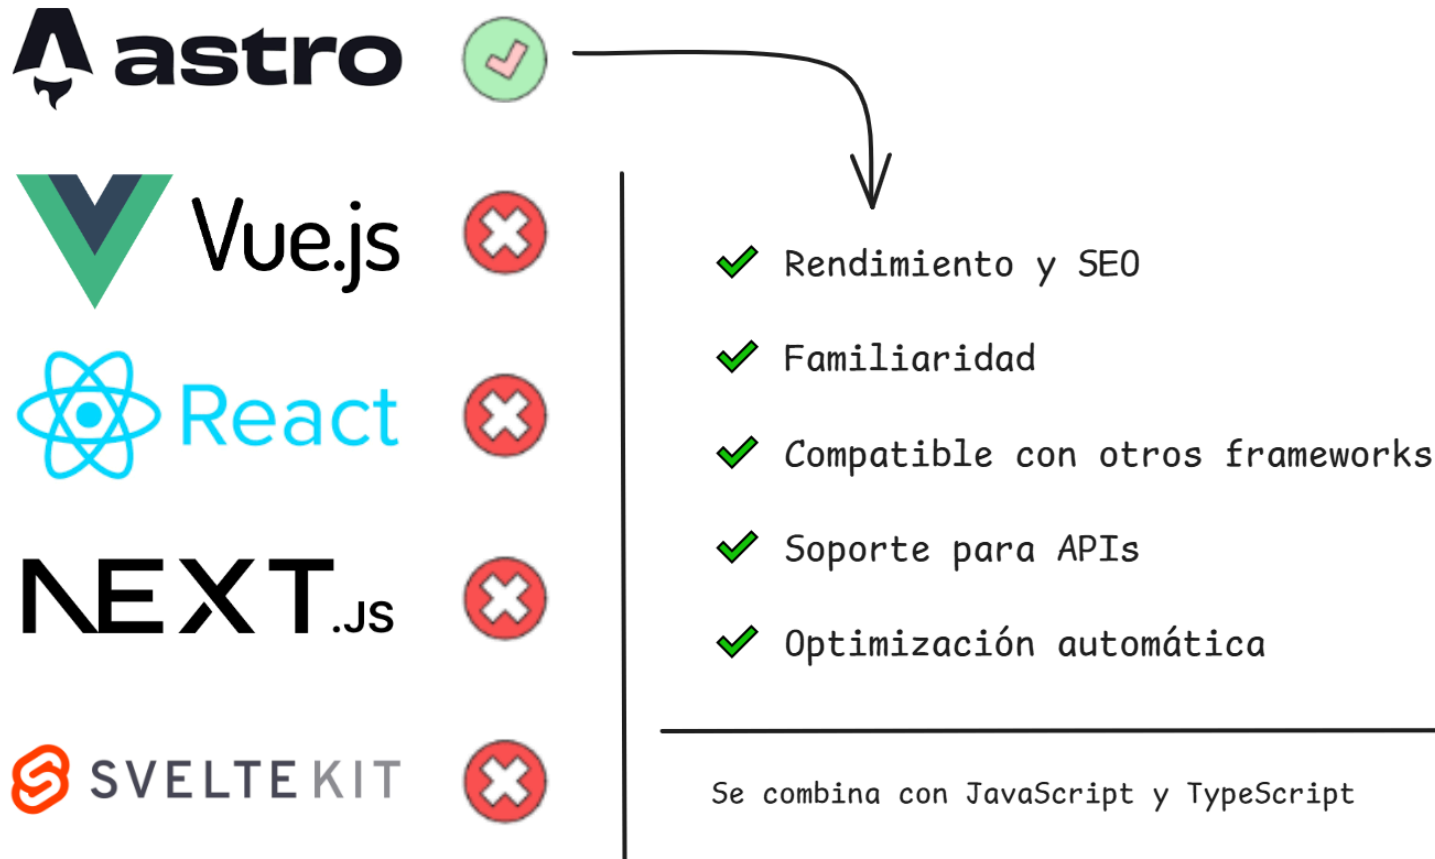 astro
Vue.js
React
NEXT.JS
SVELTEKIT
Rendimiento y SEO
Familiaridad
Compatible con otros frameworks
Soporte para APIs
Optimización automática
Se combina con JavaScript y TypeScript